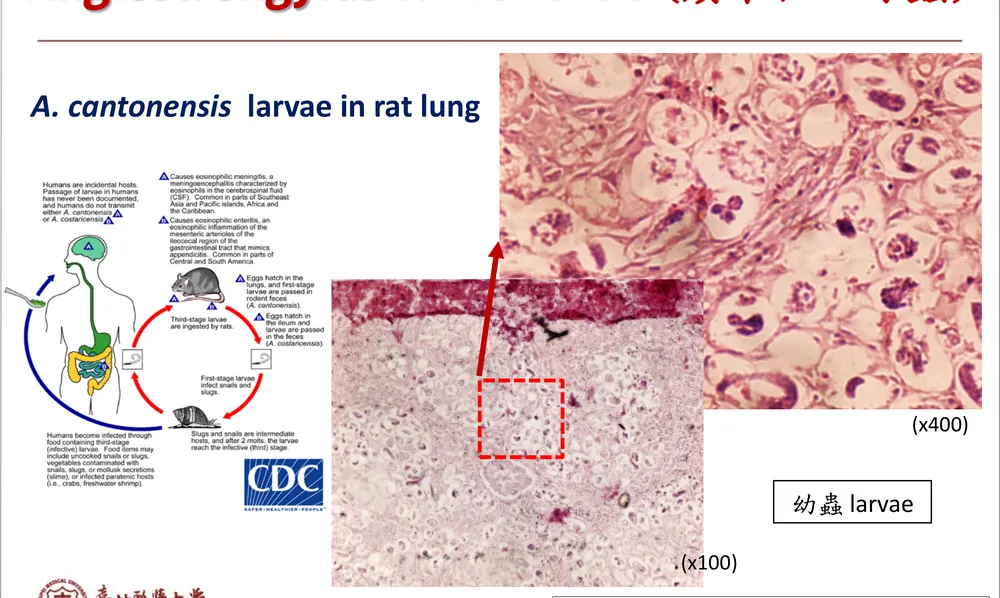 A. cantonensis larvae in rat lung
Humans are incidental hosts.
Passage of larvae in humans
has never been documented,
and humans do not transmit
either A. cantonensis A
or A. costaricensis B
A Causes eosinophilic meningitis, a
meningoencephalitis characterized by
eosinophils in the cerebrospinal fluid
(CSF). Common in parts of Southeast
Asia and Pacific islands, Africa and
the Caribbean.
Causes eosinophilic enteritis, an
eosinophilic inflammation of the
mesenteric arterioles of the
ileocecal region of the
gastrointestinal tract that mimics
appendicitis. Common in parts of
Central and South America.
A
A Eggs hatch in the
lungs, and first-stage
larvae are passed in
rodent feces
(A. cantonensis).
Third-stage larvae
are ingested by rats.
Eggs hatch in
the ileum and
larvae are passed
in the feces
(A. costaricensis).
First-stage larvae
infect snails and
slugs.
Humans become infected through
food containing third-stage
(infective) larvae. Food items may
include uncooked snails or slugs,
vegetables contaminated with
snails, slugs, or mollusk secretions
(slime), or infected paratenic hosts
(i.e., crabs, freshwater shrimp).
Slugs and snails are intermediate
hosts, and after 2 molts, the larvae
reach the infective (third) stage.
CDC
SAFER·HEALTHIER·PEOPLE™
(x400)
幼蟲 larvae
(x100)